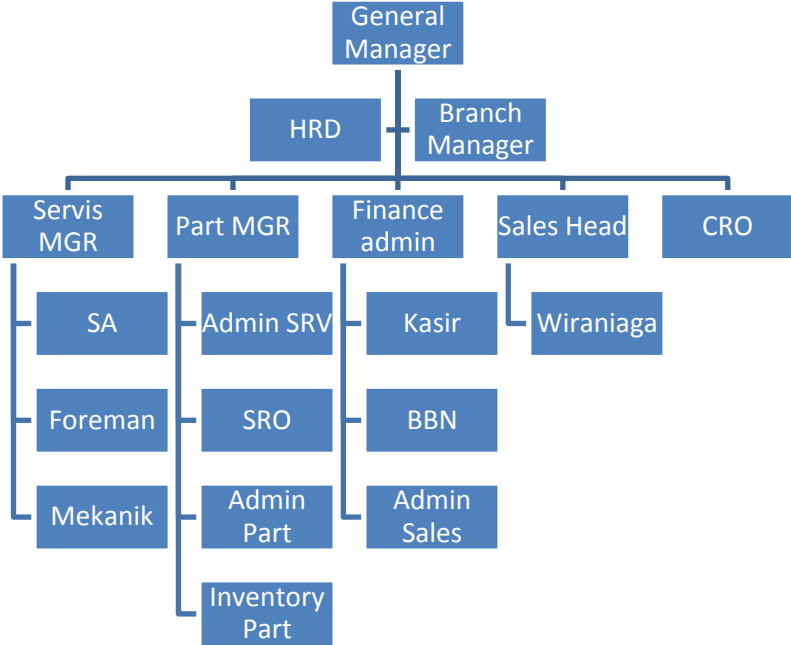 General
Manager
HRD
Branch
Manager
Servis
MGR
Part MGR
Finance
admin
Sales Head
CRO
SA
Admin SRV
Kasir
Wiraniaga
Foreman
SRO
BBN
Mekanik
Admin
Part
Admin
Sales
Inventory
Part